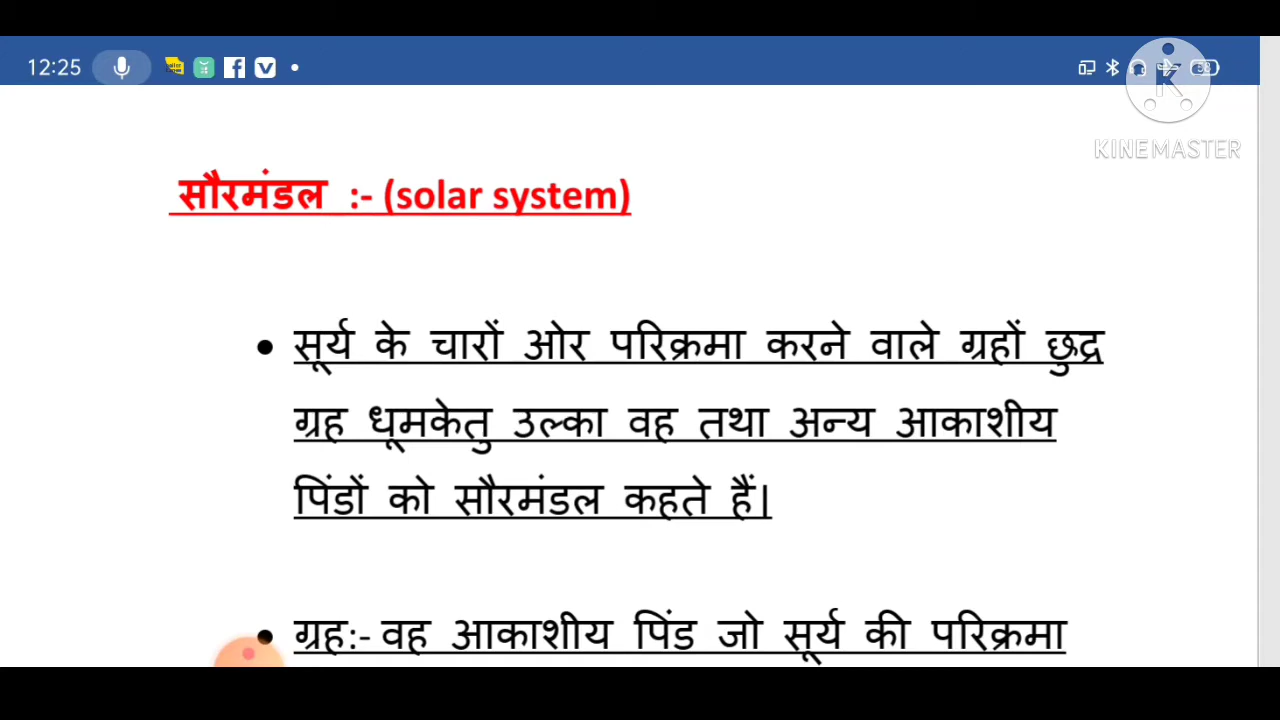 12:25
58
KINEMASTER
सौरमंडल :- (solar system)
सूर्य के चारों ओर परिक्रमा करने वाले ग्रहों छुद्र
ग्रह धूमकेतु उल्का वह तथा अन्य आकाशीय
पिंडों को सौरमंडल कहते हैं।
ग्रह:- वह आकाशीय पिंड जो सूर्य की परिक्रमा